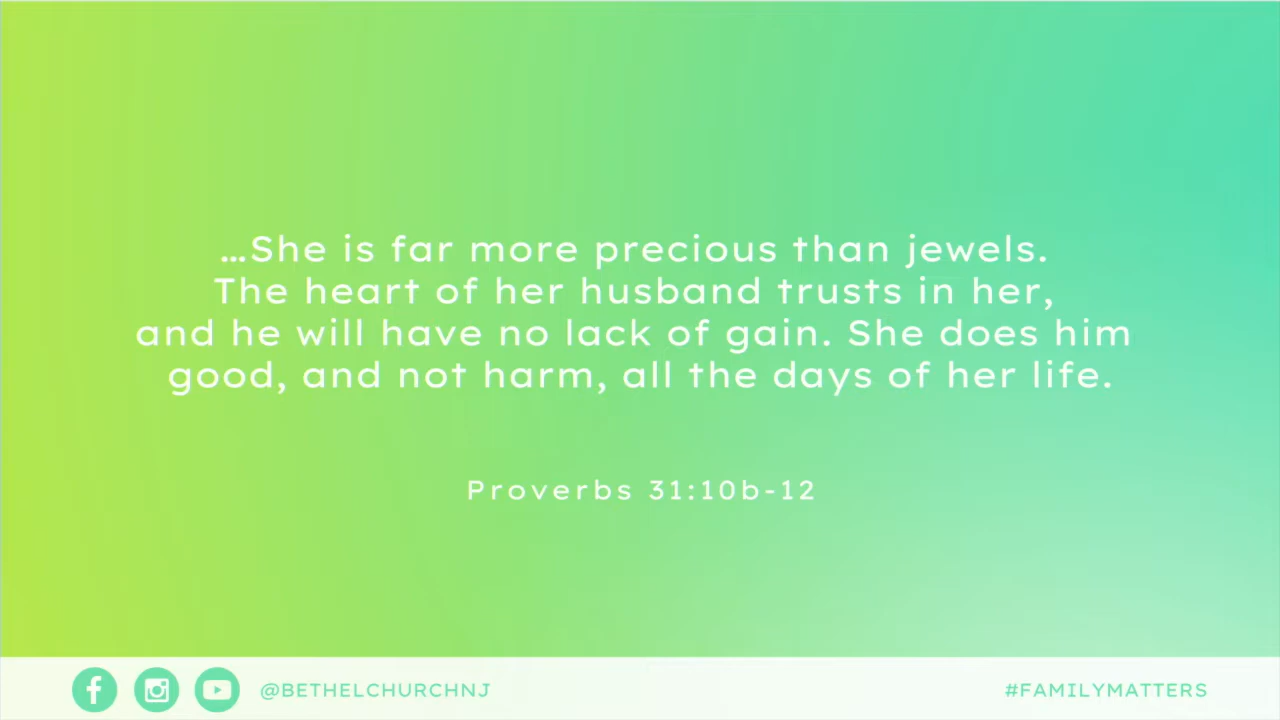 …She is far more precious than jewels.
The heart of her husband trusts in her,
and he will have no lack of gain. She does him
good, and not harm, all the days of her life.
Proverbs 31:10b-12
@BETHELCHURCHNJ
#FAMILYMATTERS